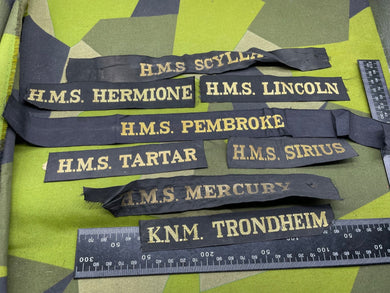 H.M.S. SCYLLA
H.M.S. HERMIONE
H.M.S. LINCOLN
H.M.S. PEMBROKE
H.M.S. TARTAR
H.M.S. SIRIUS
H.M.S. MERCURY
K.N.M. TRONDHEIM